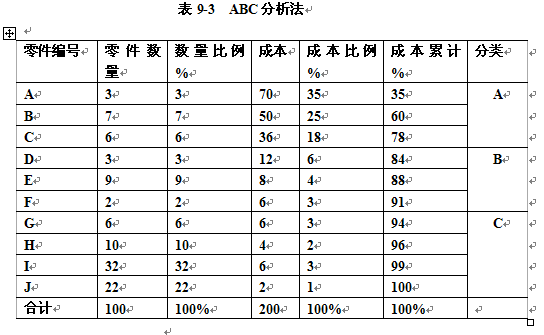 表 9-3 ABC 分析法
零件编号 零件数量 数量比例% 成本 成本比例% 成本累计% 分类
A 3 3 70 35 35 A
B 7 7 50 25 60
C 6 6 36 18 78
D 3 3 12 6 84 B
E 9 9 8 4 88
F 2 2 6 3 91
G 6 6 6 3 94 C
H 10 10 4 2 96
I 32 32 6 3 99
J 22 22 2 1 100
合计 100 100% 200 100% 100%